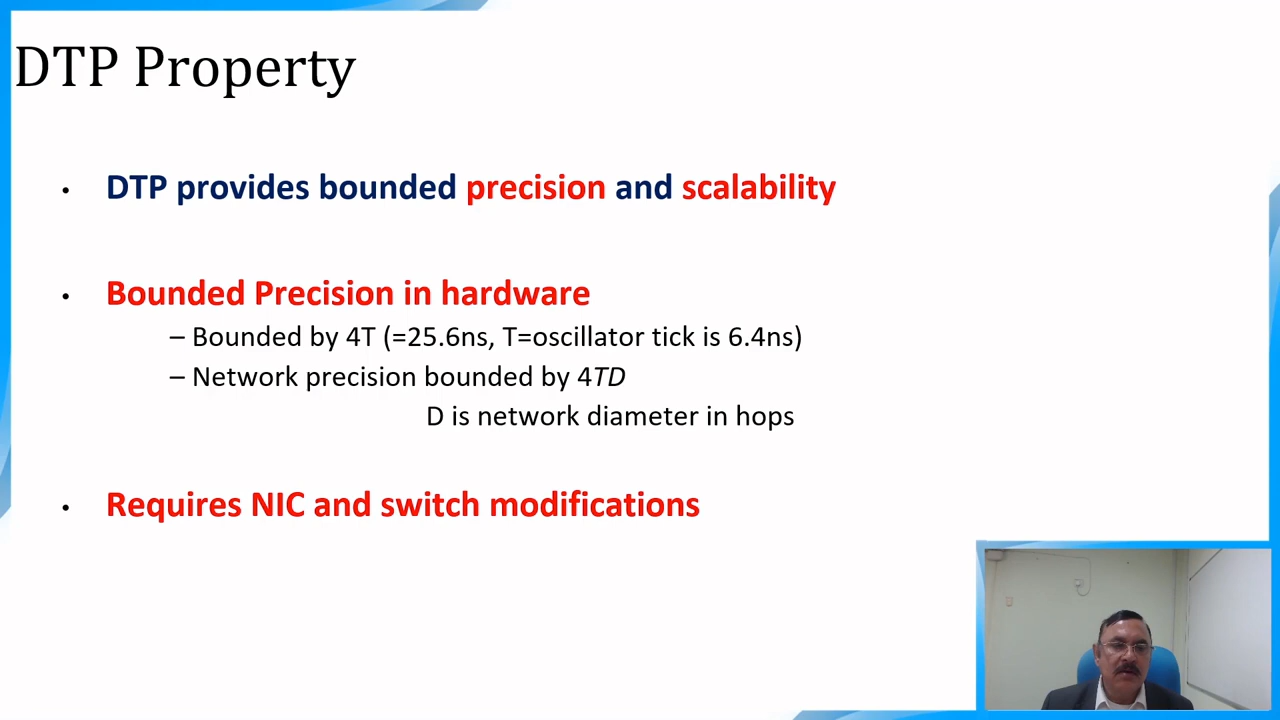 DTP Property
• DTP provides bounded precision and scalability
• Bounded Precision in hardware
– Bounded by 4T (=25.6ns, T=oscillator tick is 6.4ns)
– Network precision bounded by 4TD
D is network diameter in hops
• Requires NIC and switch modifications